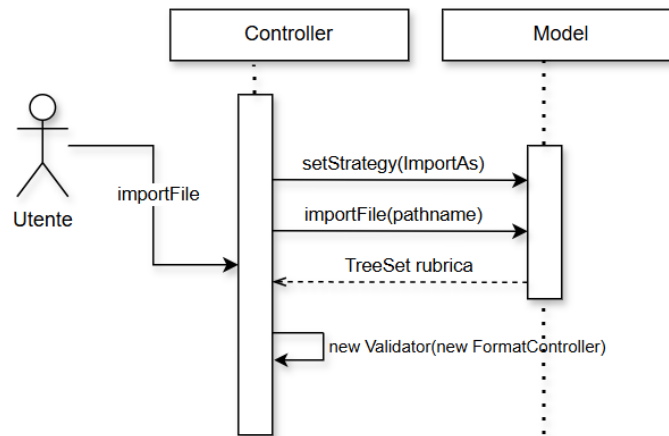 Controller
Model
setStrategy(ImportAs)
importFile
importFile(pathname)
Utente
TreeSet rubrica
new Validator(new FormatController)